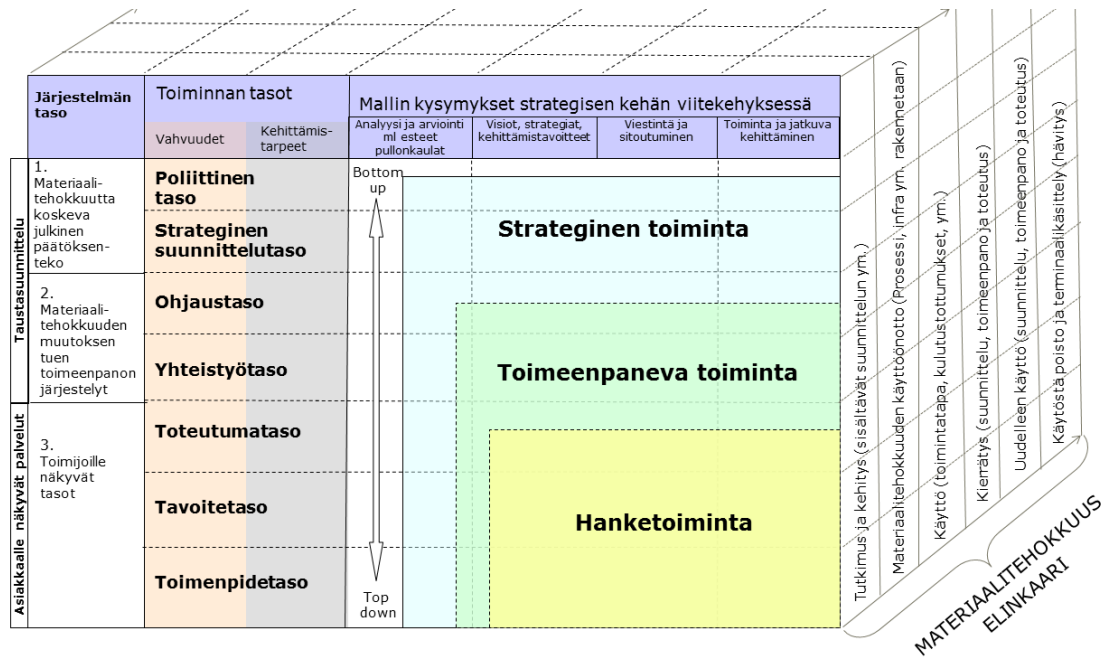 Järjestelmän
taso
Toiminnan tasot
Mallin kysymykset strategisen kehän viitekehyksessä
Vahvuudet
Kehittämis-
tarpeet
Analyysi ja arviointi
ml esteet
pullonkaulat
Visiot, strategiat,
kehittämistavoitteet
Viestintä ja
sitoutuminen
Toiminta ja jatkuva
kehittäminen
Taustasuunnittelu
1.
Materiaali-
tehokkuutta
koskeva
julkinen
päätöksen-
teko
2.
Materiaali-
tehokkuuden
muutoksen
tuen
toimeenpanon
järjestelyt
Asiakkaalle näkyvät palvelut
3.
Toimijoille
näkyvät
tasot
Poliittinen
taso
Strateginen
suunnittelutaso
Ohjaustaso
Yhteistyötaso
Toteutumataso
Tavoitetaso
Toimenpidetaso
Bottom
up
Top
down
Strateginen toiminta
Toimeenpaneva toiminta
Hanketoiminta
Tutkimus ja kehitys (sisältävät suunnittelun ym.)
Materiaalitehokkuuden käyttöönotto (Prosessi, infra ym. rakennetaan)
Käyttö (toimintatapa, kulutustottumukset, ym.)
Kierrätys (suunnittelu, toimeenpano ja toteutus)
Uudelleen käyttö (suunnittelu, toimeenpano ja toteutus)
Käytöstä poisto ja terminaalikäsittely (hävitys)
MATERIAALITEHOKKUUS
ELINKAARI